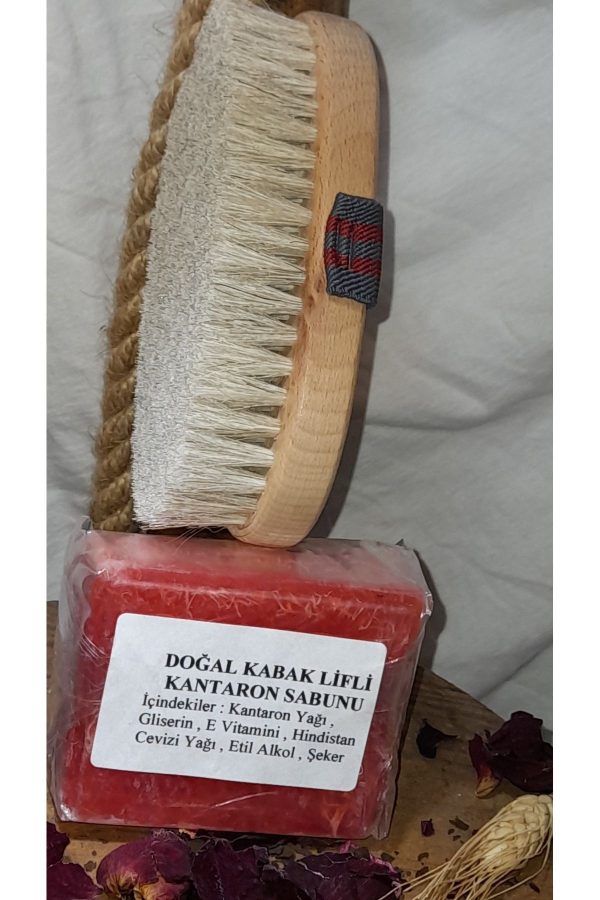 DOĞAL KABAK LİFLİ
KANTARON SABUNU
İçindekiler : Kantaron Yağı ,
Gliserin , E Vitamini , Hindistan
Cevizi Yağı , Etil Alkol , Şeker